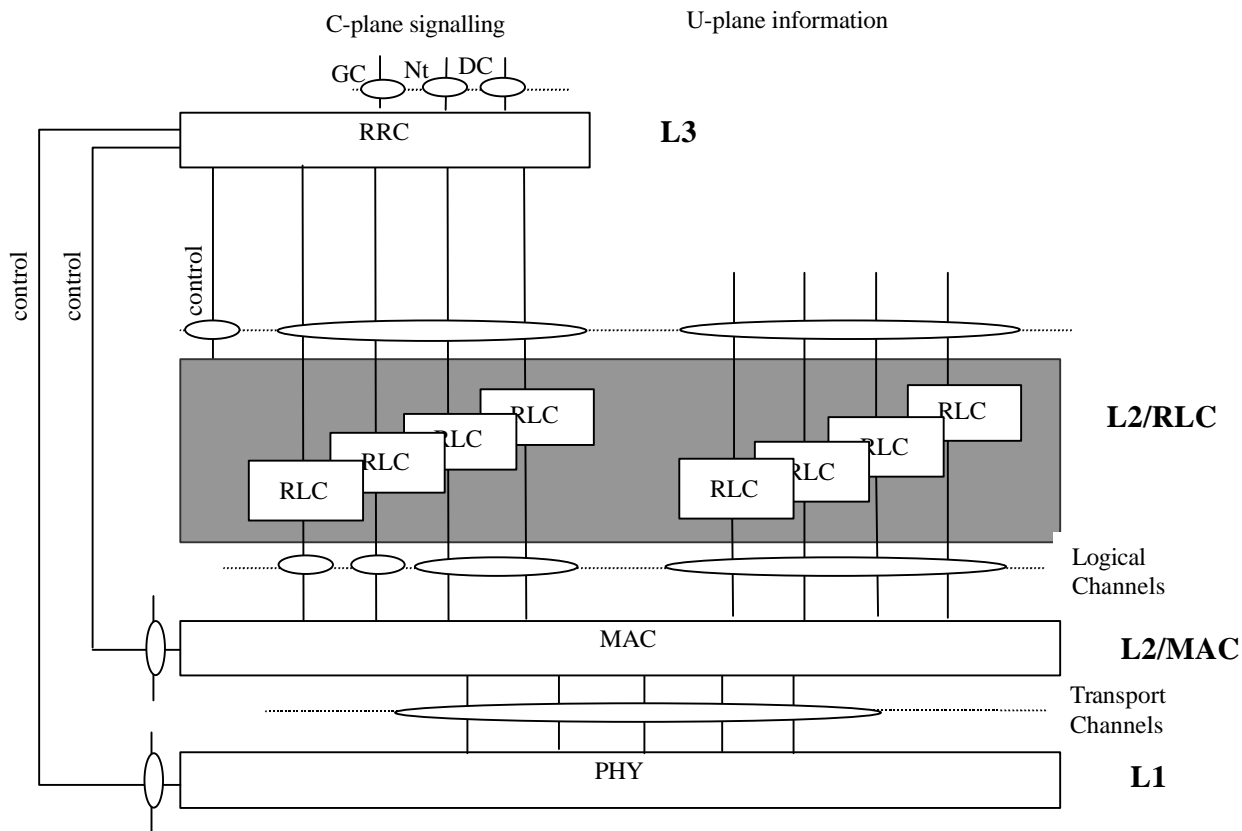 C-plane signalling
U-plane information
GC
Nt
DC
RRC
L3
control
control
control
RLC
RLC
RLC
RLC
RLC
RLC
RLC
RLC
L2/RLC
Logical
Channels
MAC
L2/MAC
Transport
Channels
PHY
L1